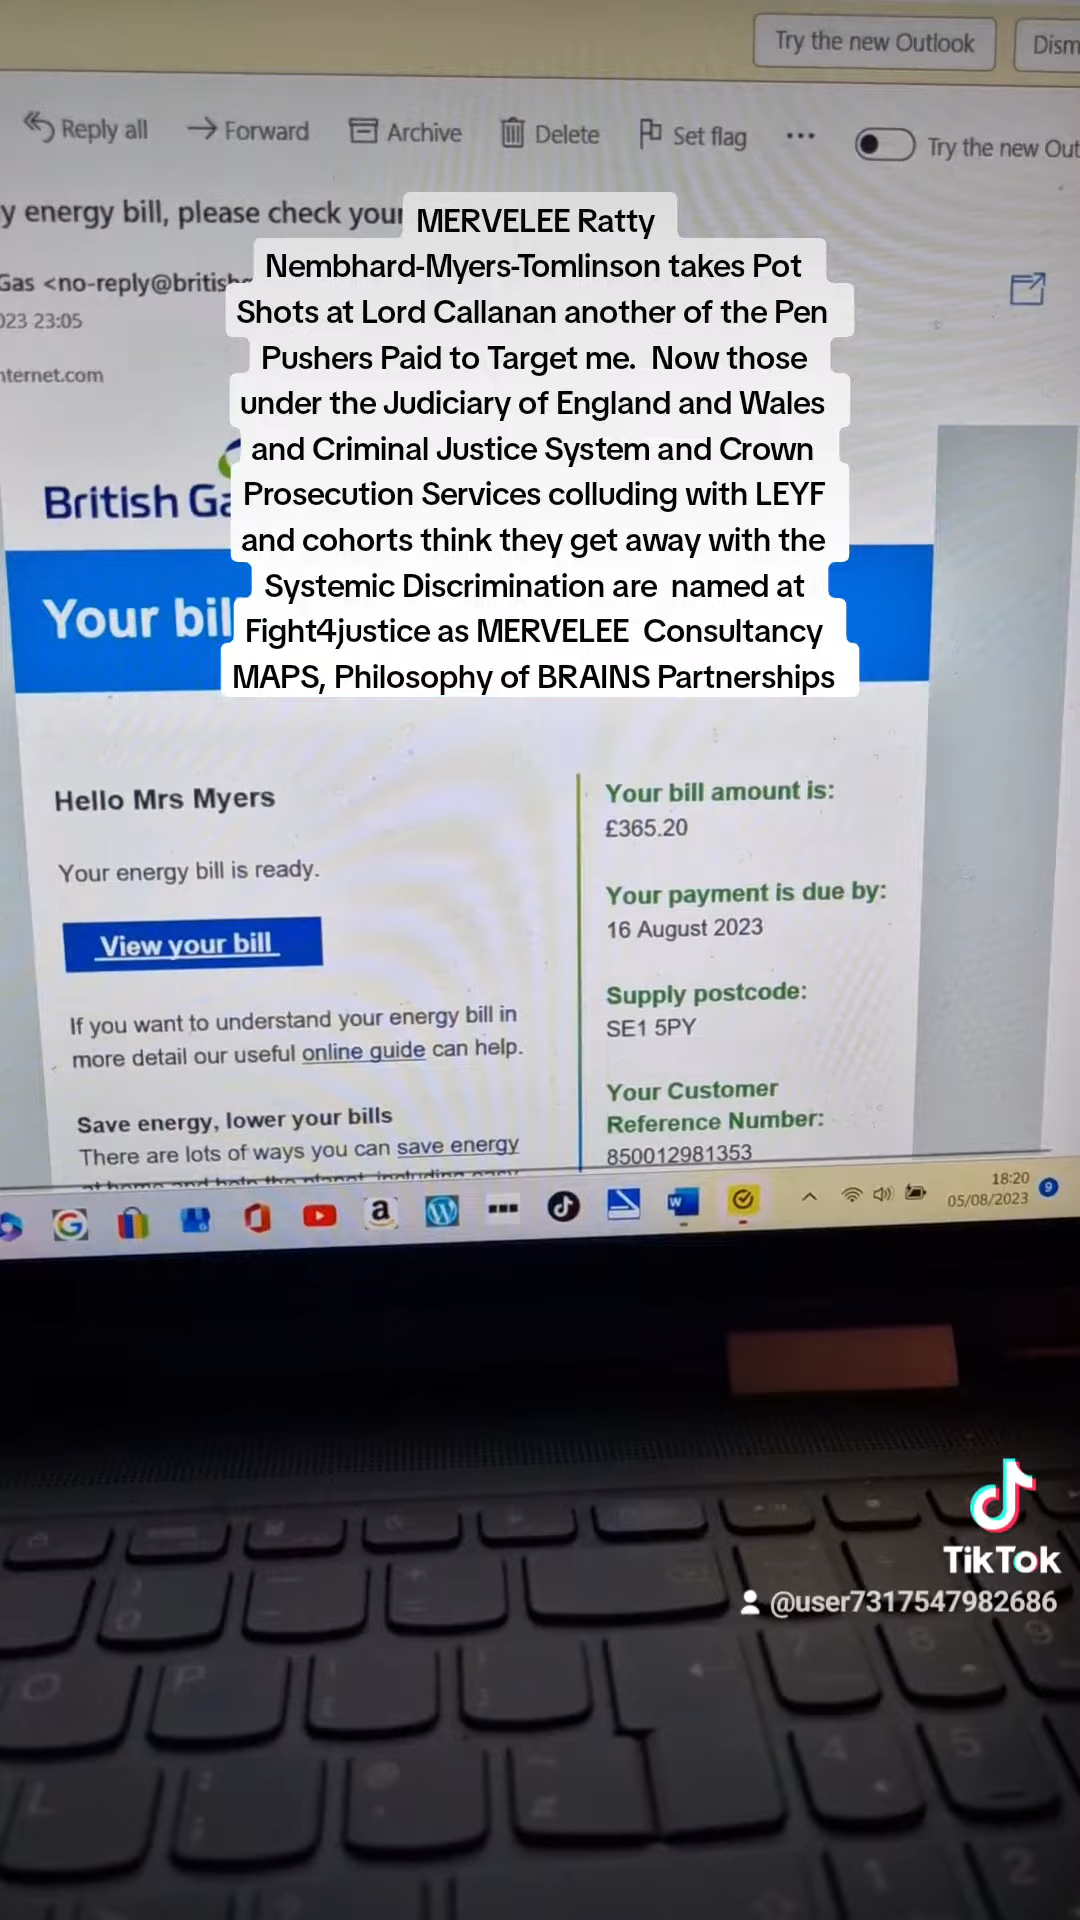 Try the new Outlook
Reply all
Forward
Archive
Delete
Set flag
Try the new Out
y energy bill, please check your
Gas <no-reply@british
023 23:05
nternet.com
MERVELEE Ratty
Nembhard-Myers-Tomlinson takes Pot
Shots at Lord Callanan another of the Pen
Pushers Paid to Target me. Now those
under the Judiciary of England and Wales
and Criminal Justice System and Crown
Prosecution Services colluding with LEYF
and cohorts think they get away with the
Systemic Discrimination are named at
Fight4justice as MERVELEE Consultancy
MAPS, Philosophy of BRAINS Partnerships
British Ga
Your bil
Hello Mrs Myers
Your energy bill is ready.
View your bill
If you want to understand your energy bill in
more detail our useful online guide can help.
Save energy, lower your bills
There are lots of ways you can save energy
Your bill amount is:
£365.20
Your payment is due by:
16 August 2023
Supply postcode:
SE1 5PY
Your Customer
Reference Number:
850012981353
18:20
05/08/2023
9
TikTok
@user7317547982686